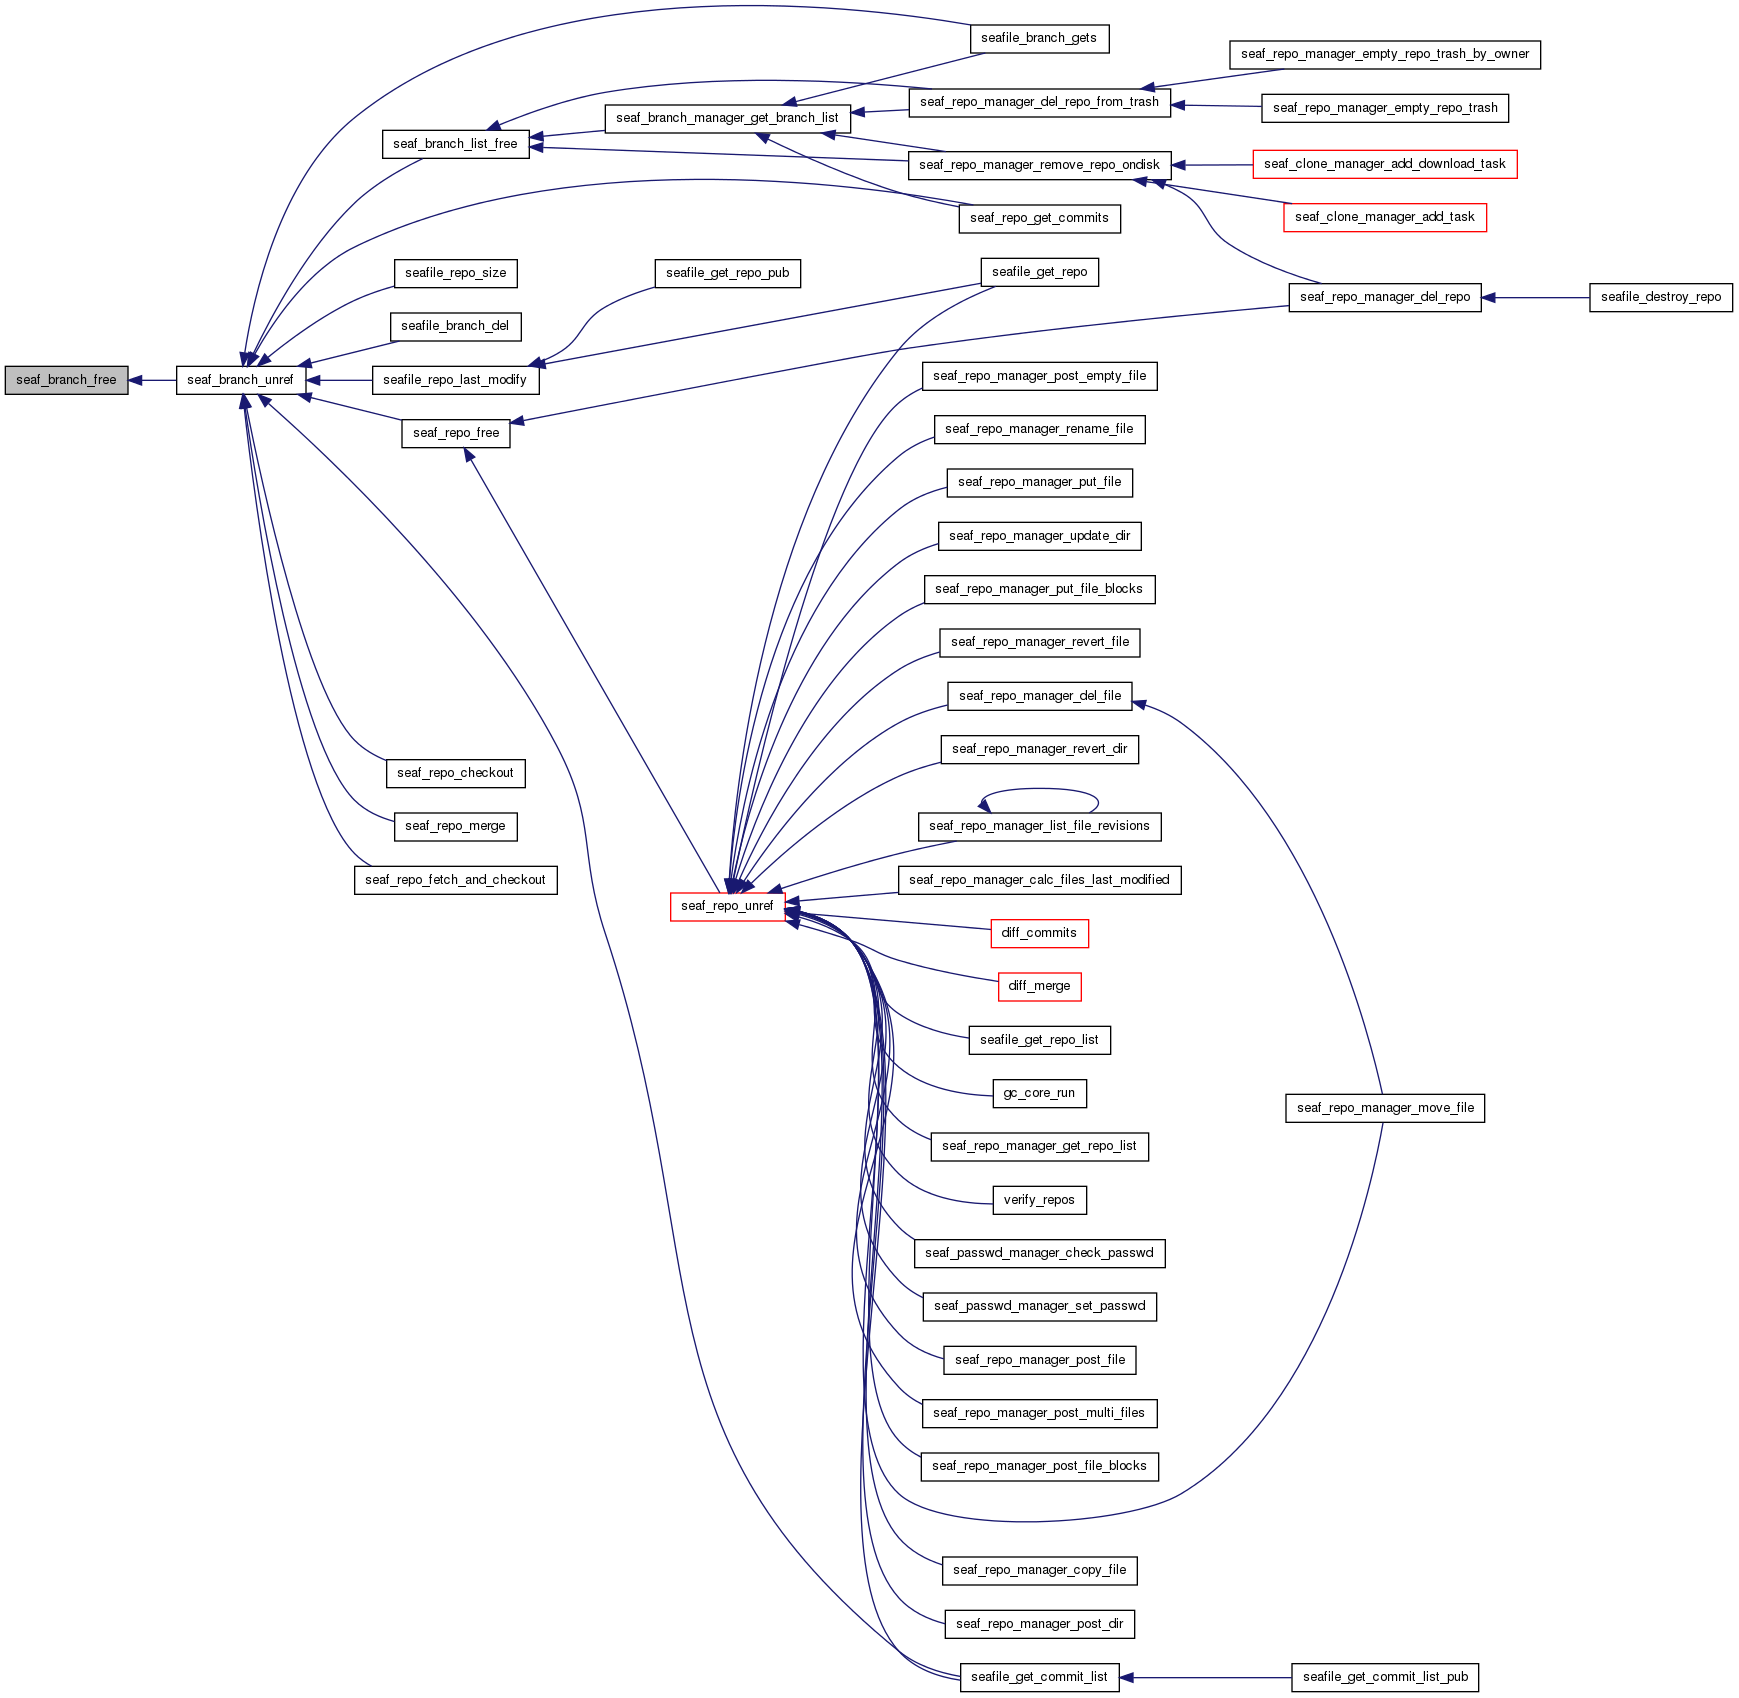 seafile_branch_gets
seaf_repo_manager_empty_repo_trash_by_owner
seaf_repo_manager_del_repo_from_trash
seaf_repo_manager_empty_repo_trash
seaf_branch_manager_get_branch_list
seaf_branch_list_free
seaf_repo_manager_remove_repo_ondisk
seaf_clone_manager_add_download_task
seaf_repo_get_commits
seaf_clone_manager_add_task
seafile_repo_size
seafile_get_repo_pub
seafile_get_repo
seaf_repo_manager_del_repo
seafile_destroy_repo
seafile_branch_del
seaf_branch_free
seaf_branch_unref
seafile_repo_last_modify
seaf_repo_manager_post_empty_file
seaf_repo_free
seaf_repo_manager_rename_file
seaf_repo_manager_put_file
seaf_repo_manager_update_dir
seaf_repo_manager_put_file_blocks
seaf_repo_manager_revert_file
seaf_repo_manager_del_file
seaf_repo_manager_revert_dir
seaf_repo_checkout
seaf_repo_merge
seaf_repo_manager_list_file_revisions
seaf_repo_fetch_and_checkout
seaf_repo_manager_calc_files_last_modified
seaf_repo_unref
diff_commits
diff_merge
seafile_get_repo_list
gc_core_run
seaf_repo_manager_move_file
seaf_repo_manager_get_repo_list
verify_repos
seaf_passwd_manager_check_passwd
seaf_passwd_manager_set_passwd
seaf_repo_manager_post_file
seaf_repo_manager_post_multi_files
seaf_repo_manager_post_file_blocks
seaf_repo_manager_copy_file
seaf_repo_manager_post_dir
seafile_get_commit_list
seafile_get_commit_list_pub